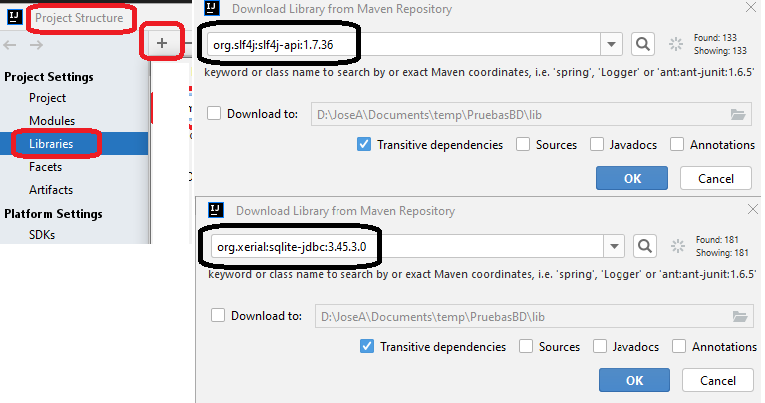 Project Structure
+
Project Settings
Project
Modules
Libraries
Facets
Artifacts
Platform Settings
SDKs
Download Library from Maven Repository
org.slf4j:slf4j-api:1.7.36
Found: 133
Showing: 133
keyword or class name to search by or exact Maven coordinates, i.e. 'spring', 'Logger' or 'ant:ant-junit:1.6.5'
Download to: D:\JoseA\Documents\temp\PruebasBD\lib
Transitive dependencies Sources Javadocs Annotations
OK Cancel
Download Library from Maven Repository
org.xerial:sqlite-jdbc:3.45.3.0
Found: 181
Showing: 181
keyword or class name to search by or exact Maven coordinates, i.e. 'spring', 'Logger' or 'ant:ant-junit:1.6.5'
Download to: D:\JoseA\Documents\temp\PruebasBD\lib
Transitive dependencies Sources Javadocs Annotations
OK Cancel